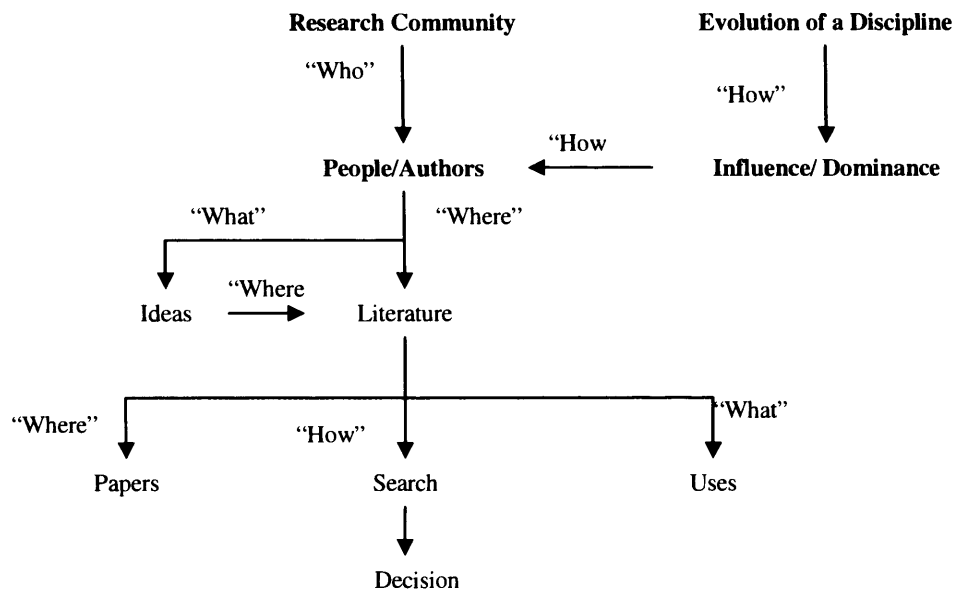 Research Community
Evolution of a Discipline
“Who”
“How”
“How
People/Authors
Influence/ Dominance
“What”
“Where”
“Where
Ideas
Literature
“Where”
“How”
“What”
Papers
Search
Uses
Decision